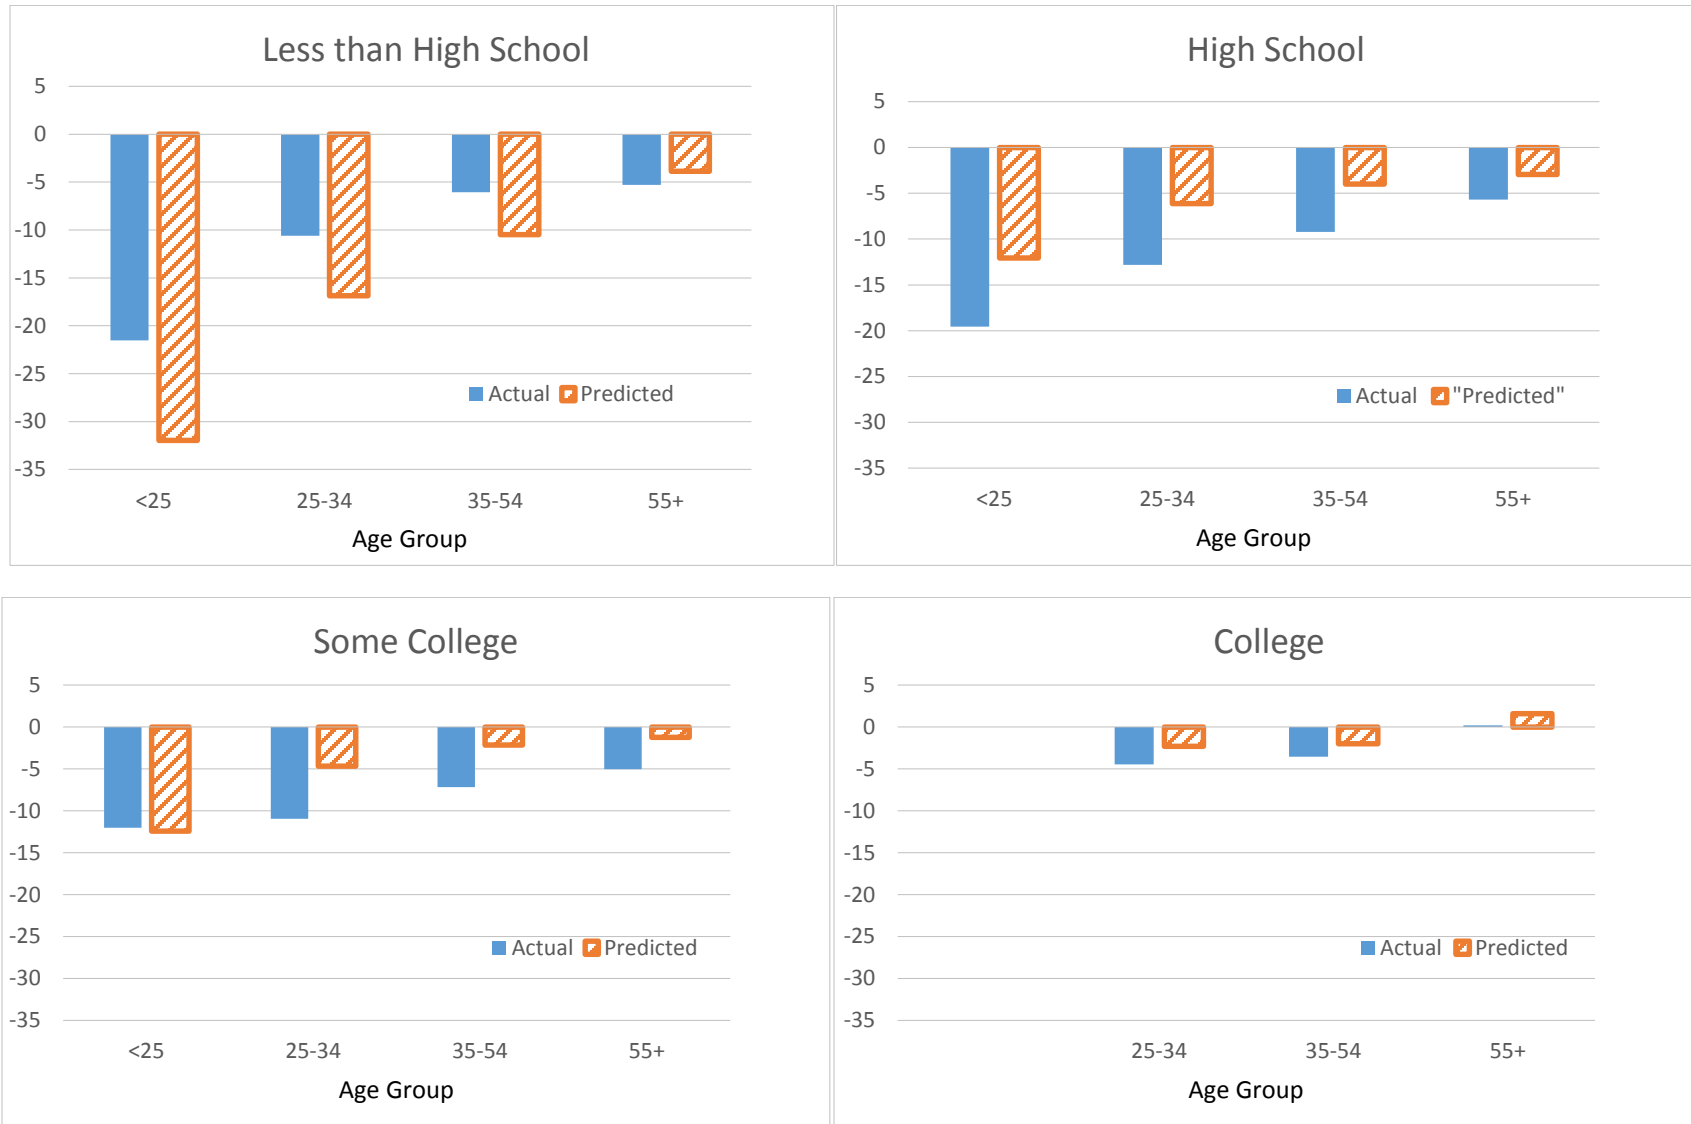 Less than High School
5
0
-5
-10
-15
-20
-25
-30
-35
Actual Predicted
<25 25-34 35-54 55+
Age Group
High School
5
0
-5
-10
-15
-20
-25
-30
-35
Actual "Predicted"
<25 25-34 35-54 55+
Age Group
Some College
5
0
-5
-10
-15
-20
-25
-30
-35
Actual Predicted
<25 25-34 35-54 55+
Age Group
College
5
0
-5
-10
-15
-20
-25
-30
-35
Actual Predicted
25-34 35-54 55+
Age Group